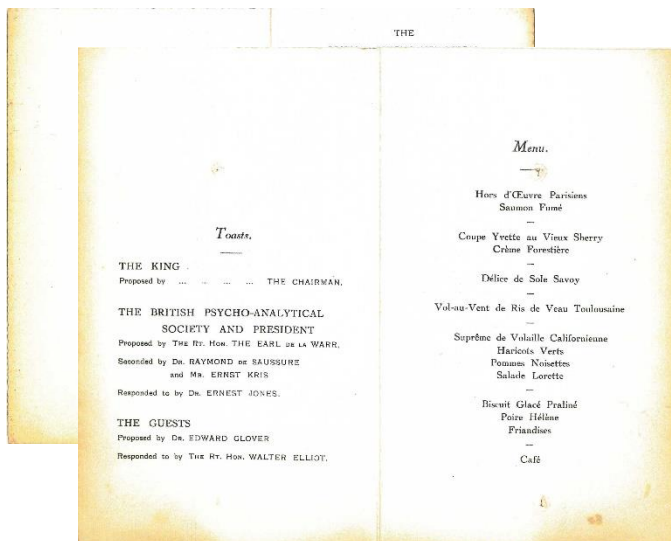 THE
Toasts.
THE KING
Proposed by ... ... ... ... THE CHAIRMAN.
THE BRITISH PSYCHO-ANALYTICAL
SOCIETY AND PRESIDENT
Proposed by THE RT. HON. THE EARL DE LA WARR.
Seconded by DR. RAYMOND DE SAUSSURE
and MR. ERNST KRIS
Responded to by DR. ERNEST JONES.
THE GUESTS
Proposed by DR. EDWARD GLOVER
Responded to by THE RT. HON. WALTER ELLIOT.
Menu.
Hors d'Œuvre Parisiens
Saumon Fumé
Coupe Yvette au Vieux Sherry
Crème Forestière
Délice de Sole Savoy
Vol-au-Vent de Ris de Veau Toulousaine
Suprême de Volaille Californienne
Haricots Verts
Pommes Noisettes
Salade Lorette
Biscuit Glacé Praliné
Poire Hélène
Friandises
Café